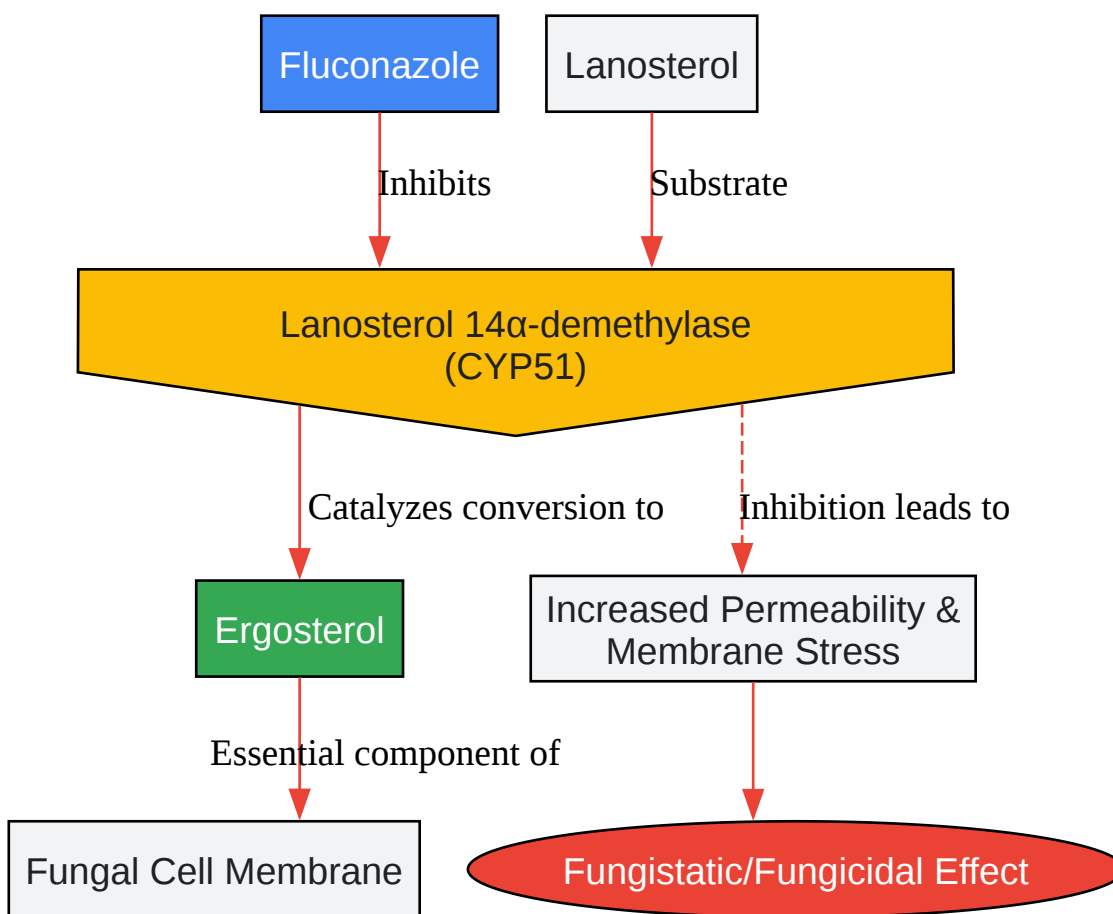 Fluconazole
Lanosterol
Inhibits
Substrate
Lanosterol 14α-demethylase
(CYP51)
Catalyzes conversion to
Inhibition leads to
Ergosterol
Increased Permeability &
Membrane Stress
Essential component of
Fungal Cell Membrane
Fungistatic/Fungicidal Effect